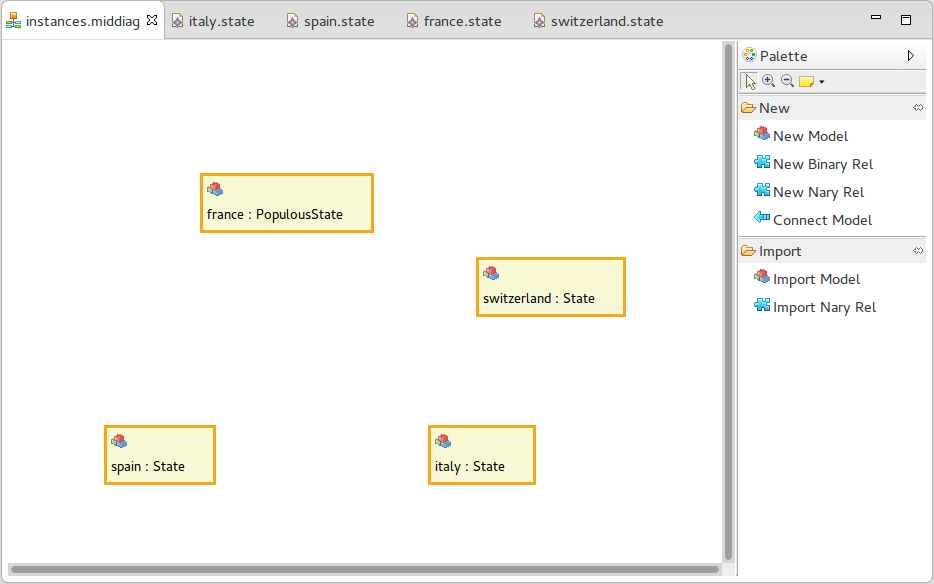 instances.middiag
italy.state
spain.state
france.state
switzerland.state
Palette
New
New Model
New Binary Rel
New Nary Rel
Connect Model
Import
Import Model
Import Nary Rel
france : PopulousState
switzerland : State
spain : State
italy : State